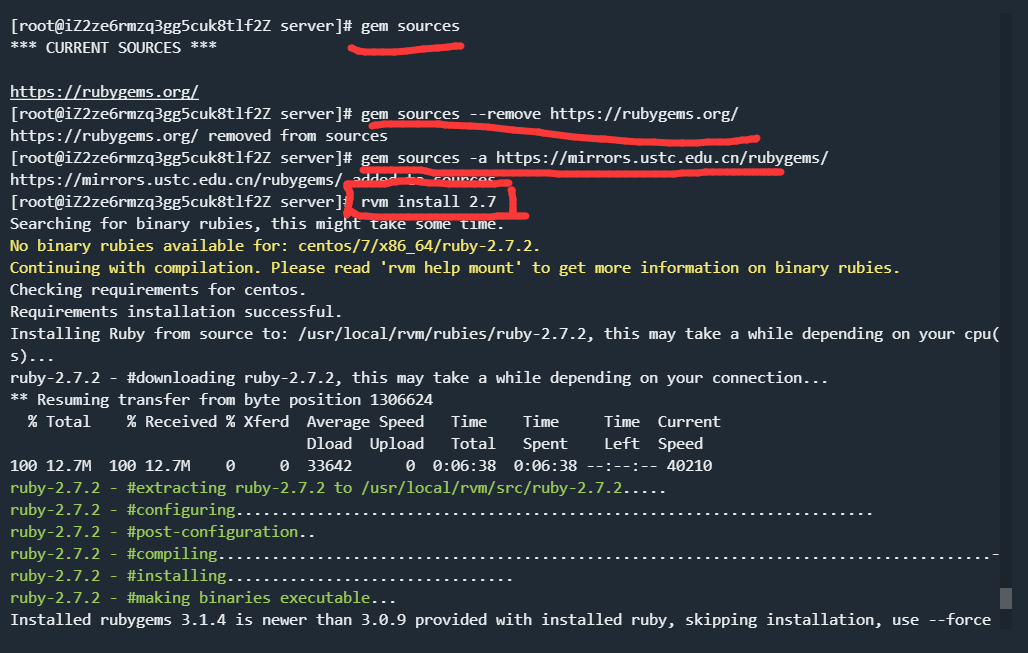 [root@iZ2ze6rmzq3gg5cuk8tlf2Z server]# gem sources
*** CURRENT SOURCES ***
https://rubygems.org/
[root@iZ2ze6rmzq3gg5cuk8tlf2Z server]# gem sources --remove https://rubygems.org/
https://rubygems.org/ removed from sources
[root@iZ2ze6rmzq3gg5cuk8tlf2Z server]# gem sources -a https://mirrors.ustc.edu.cn/rubygems/
https://mirrors.ustc.edu.cn/rubygems/ added to sources
[root@iZ2ze6rmzq3gg5cuk8tlf2Z server]# rvm install 2.7
Searching for binary rubies, this might take some time.
No binary rubies available for: centos/7/x86_64/ruby-2.7.2.
Continuing with compilation. Please read 'rvm help mount' to get more information on binary rubies.
Checking requirements for centos.
Requirements installation successful.
Installing Ruby from source to: /usr/local/rvm/rubies/ruby-2.7.2, this may take a while depending on your cpu(
s)...
ruby-2.7.2 - #downloading ruby-2.7.2, this may take a while depending on your connection...
** Resuming transfer from byte position 1306624
  % Total    % Received % Xferd  Average Speed   Time    Time     Time  Current
                                 Dload  Upload   Total   Spent    Left  Speed
100 12.7M  100 12.7M    0     0  33642      0  0:06:38  0:06:38 --:--:-- 40210
ruby-2.7.2 - #extracting ruby-2.7.2 to /usr/local/rvm/src/ruby-2.7.2.....
ruby-2.7.2 - #configuring.......................................................................
ruby-2.7.2 - #post-configuration..
ruby-2.7.2 - #compiling......................................................................................-
ruby-2.7.2 - #installing................................
ruby-2.7.2 - #making binaries executable...
Installed rubygems 3.1.4 is newer than 3.0.9 provided with installed ruby, skipping installation, use --force